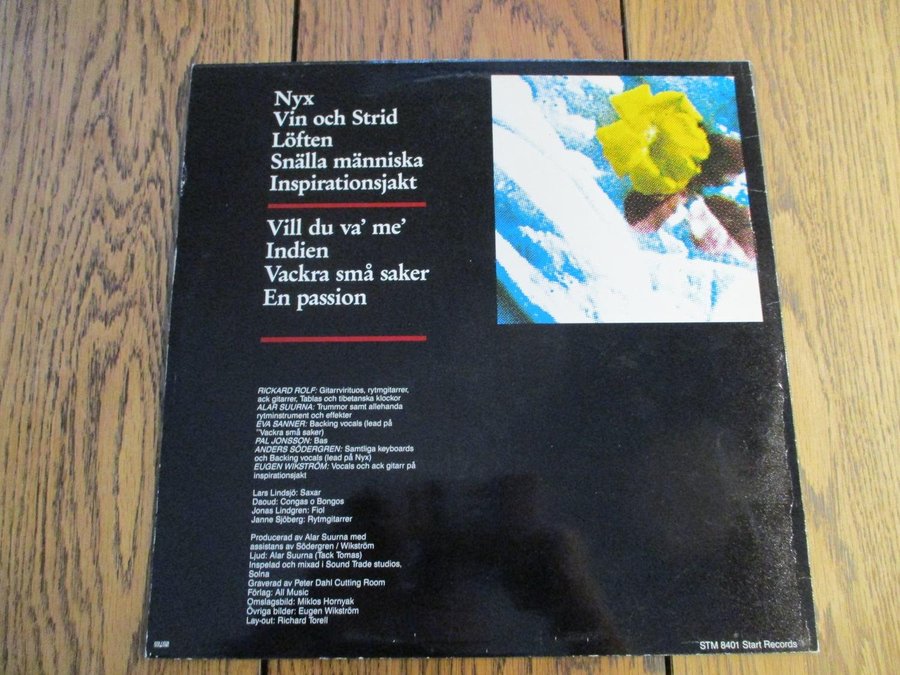 Nyx
Vin och Strid
Löften
Snälla människa
Inspirationsjakt
Vill du va' me'
Indien
Vackra små saker
En passion
RICKARD ROLF: Gitarrvirituos, rytmgitarrer,
ack gitarrer, Tablas och tibetanska klockor
ALAR SUURNA: Trummor samt allehanda
rytminstrument och effekter
EVA SANNER: Backing vocals (lead på
"Vackra små saker)
PAL JONSSON: Bas
ANDERS SÖDERGREN: Samtliga keyboards
och Backing vocals (lead på Nyx)
EUGEN WIKSTRÖM: Vocals och ack gitarr på
inspirationsjakt
Lars Lindsjö: Saxar
Daoud: Congas o Bongos
Jonas Lindgren: Fiol
Janne Sjöberg: Rytmgitarrer
Producerad av Alar Suurna med
assistans av Södergren / Wikström
Ljud: Alar Suurna (Tack Tomas)
Inspelad och mixad i Sound Trade studios,
Solna
Graverad av Peter Dahl Cutting Room
Förlag: All Music
Omslagsbild: Miklos Hornyak
Övriga bilder: Eugen Wikström
Lay-out: Richard Torell
STM 8401 Start Records